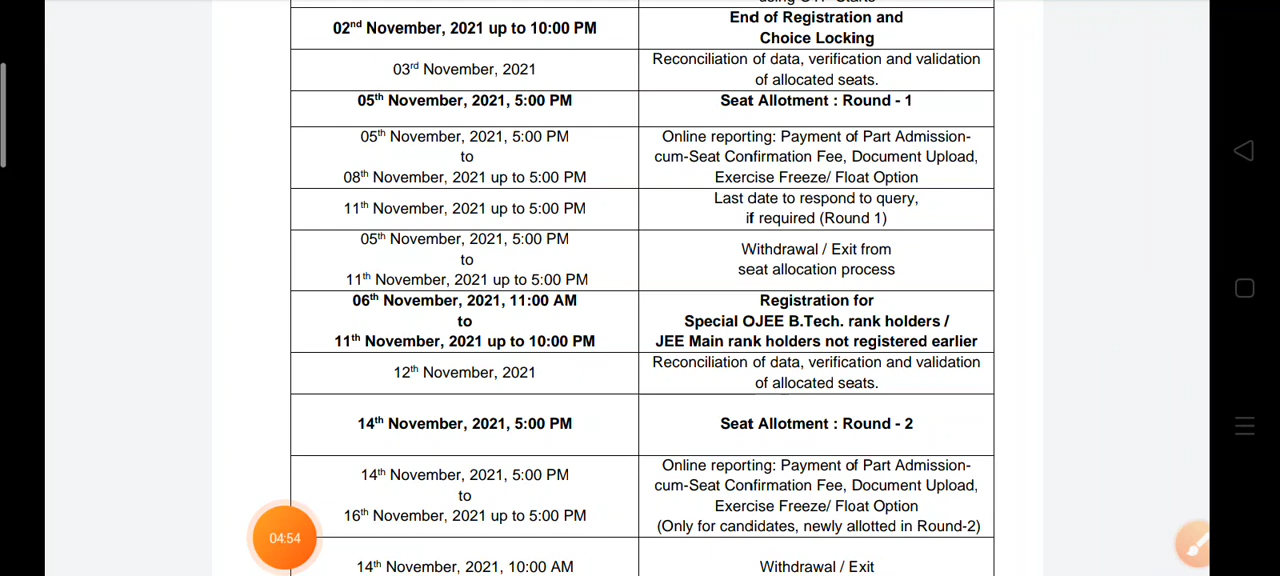 02nd November, 2021 up to 10:00 PM
End of Registration and
Choice Locking
03rd November, 2021
Reconciliation of data, verification and validation
of allocated seats.
05th November, 2021, 5:00 PM
Seat Allotment : Round - 1
05th November, 2021, 5:00 PM
to
08th November, 2021 up to 5:00 PM
Online reporting: Payment of Part Admission-
cum-Seat Confirmation Fee, Document Upload,
Exercise Freeze/ Float Option
11th November, 2021 up to 5:00 PM
Last date to respond to query,
if required (Round 1)
05th November, 2021, 5:00 PM
to
11th November, 2021 up to 5:00 PM
Withdrawal / Exit from
seat allocation process
06th November, 2021, 11:00 AM
to
11th November, 2021 up to 10:00 PM
Registration for
Special OJEE B.Tech. rank holders /
JEE Main rank holders not registered earlier
12th November, 2021
Reconciliation of data, verification and validation
of allocated seats.
14th November, 2021, 5:00 PM
Seat Allotment : Round - 2
14th November, 2021, 5:00 PM
to
16th November, 2021 up to 5:00 PM
Online reporting: Payment of Part Admission-
cum-Seat Confirmation Fee, Document Upload,
Exercise Freeze/ Float Option
(Only for candidates, newly allotted in Round-2)
14th November, 2021, 10:00 AM
Withdrawal / Exit
04:54